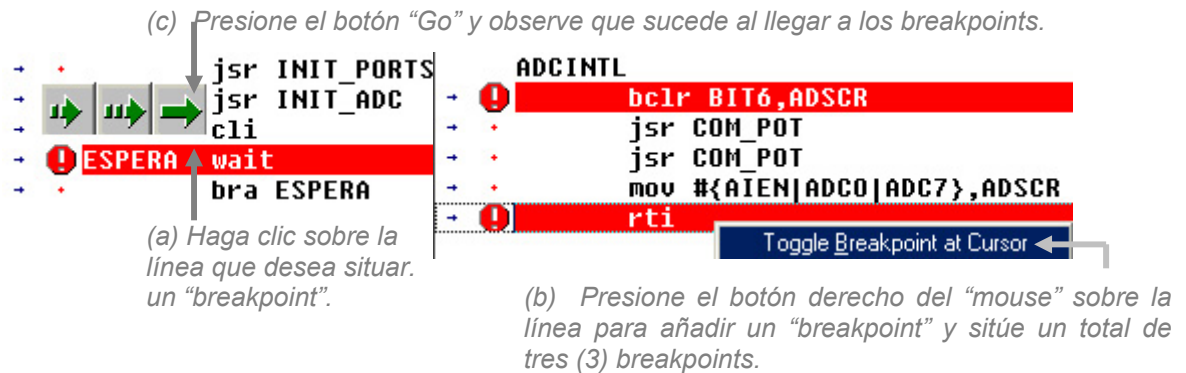 (c) Presione el botón “Go” y observe que sucede al llegar a los breakpoints.
jsr INIT_PORTS
jsr INIT_ADC
cli
ESPERA wait
bra ESPERA
(a) Haga clic sobre la
línea que desea situar.
un “breakpoint”.
ADCINTL
bclr BIT6,ADSCR
jsr COM_POT
jsr COM_POT
mov #{AIEN|ADCO|ADC7},ADSCR
rti
Toggle Breakpoint at Cursor
(b) Presione el botón derecho del “mouse” sobre la
línea para añadir un “breakpoint” y sitúe un total de
tres (3) breakpoints.